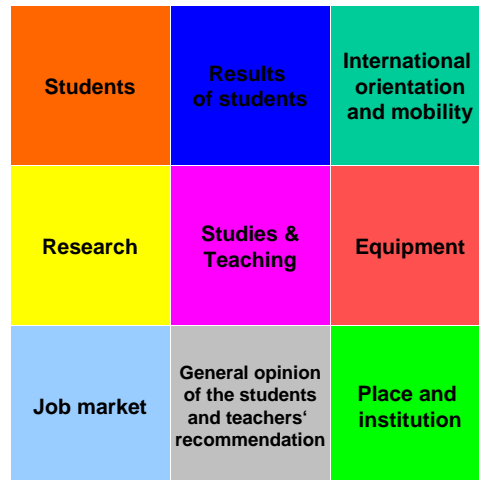 Students
Results
of students
International
orientation
and mobility
Research
Studies &
Teaching
Equipment
Job market
General opinion
of the students
and teachers‘
recommendation
Place and
institution